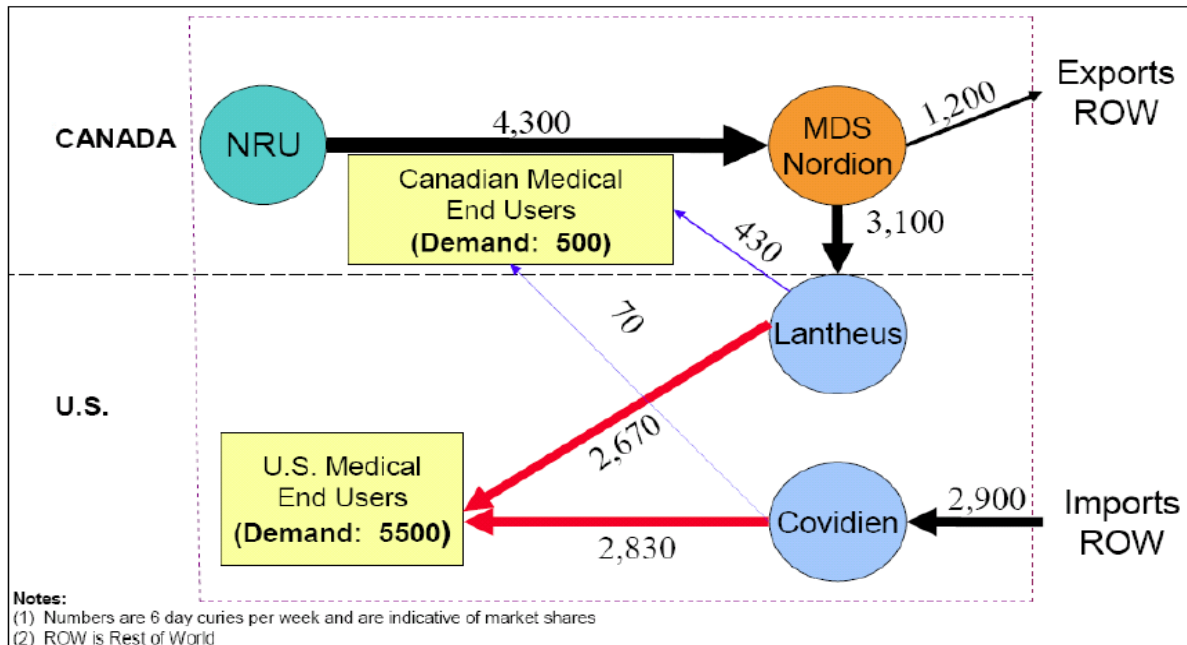 Exports
ROW
1,200
CANADA
NRU
4,300
MDS
Nordion
Canadian Medical
End Users
(Demand: 500)
430
3,100
70
Lantheus
U.S.
2,670
U.S. Medical
End Users
(Demand: 5500)
2,830
Covidien
2,900
Imports
ROW
Notes:
(1) Numbers are 6 day curies per week and are indicative of market shares
(2) ROW is Rest of World